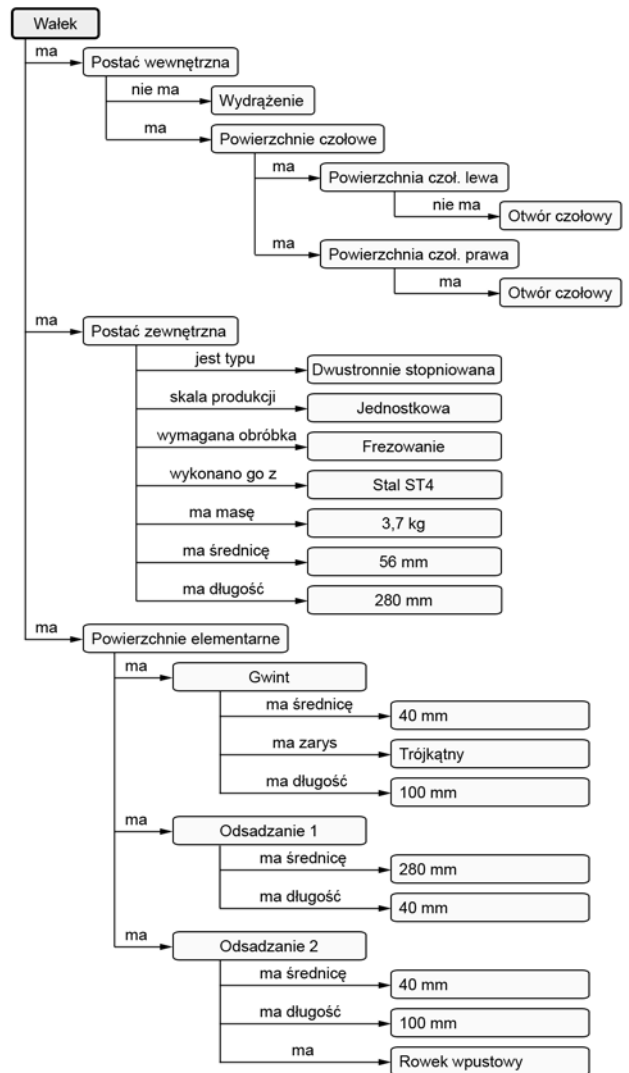 Wałek
ma
Postać wewnętrzna
nie ma
Wydrążenie
ma
Powierzchnie czołowe
ma
Powierzchnia czoł. lewa
nie ma
Otwór czołowy
ma
Powierzchnia czoł. prawa
ma
Otwór czołowy
ma
Postać zewnętrzna
jest typu
Dwustronnie stopniowana
skala produkcji
Jednostkowa
wymagana obróbka
Frezowanie
wykonano go z
Stal ST4
ma masę
3,7 kg
ma średnicę
56 mm
ma długość
280 mm
ma
Powierzchnie elementarne
ma
Gwint
ma średnicę
40 mm
ma zarys
Trójkątny
ma długość
100 mm
ma
Odsadzanie 1
ma średnicę
280 mm
ma długość
40 mm
ma
Odsadzanie 2
ma średnicę
40 mm
ma długość
100 mm
ma
Rowek wpustowy